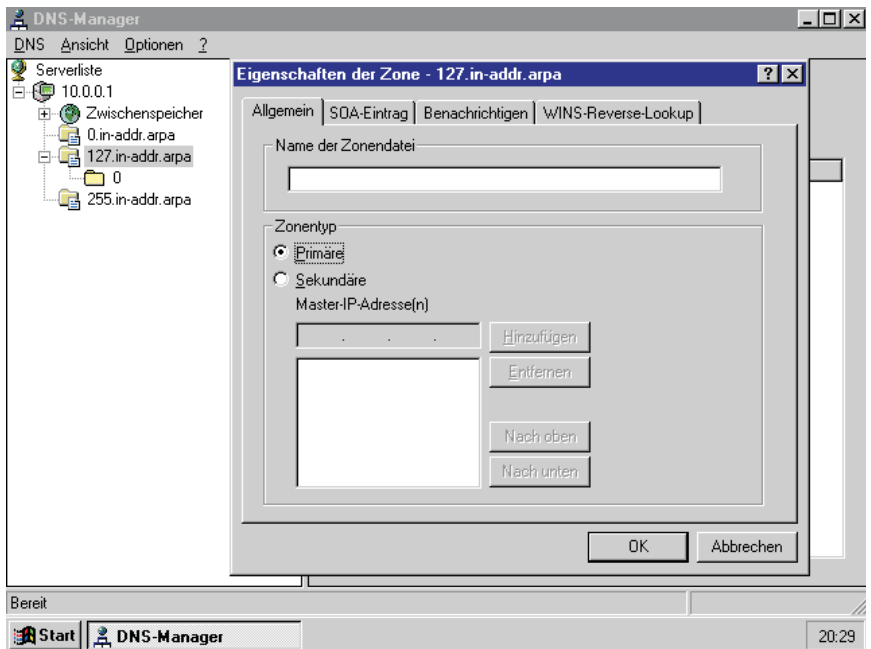 DNS-Manager
DNS Ansicht Optionen ?
Serverliste
10.0.0.1
Zwischenspeicher
0.in-addr.arpa
127.in-addr.arpa
0
255.in-addr.arpa
Eigenschaften der Zone - 127.in-addr.arpa
Allgemein SOA-Eintrag Benachrichtigen WINS-Reverse-Lookup
Name der Zonendatei
Zonentyp
Primäre
Sekundäre
Master-IP-Adresse(n)
. . .
Hinzufügen
Entfernen
Nach oben
Nach unten
OK Abbrechen
Bereit
Start DNS-Manager 20:29